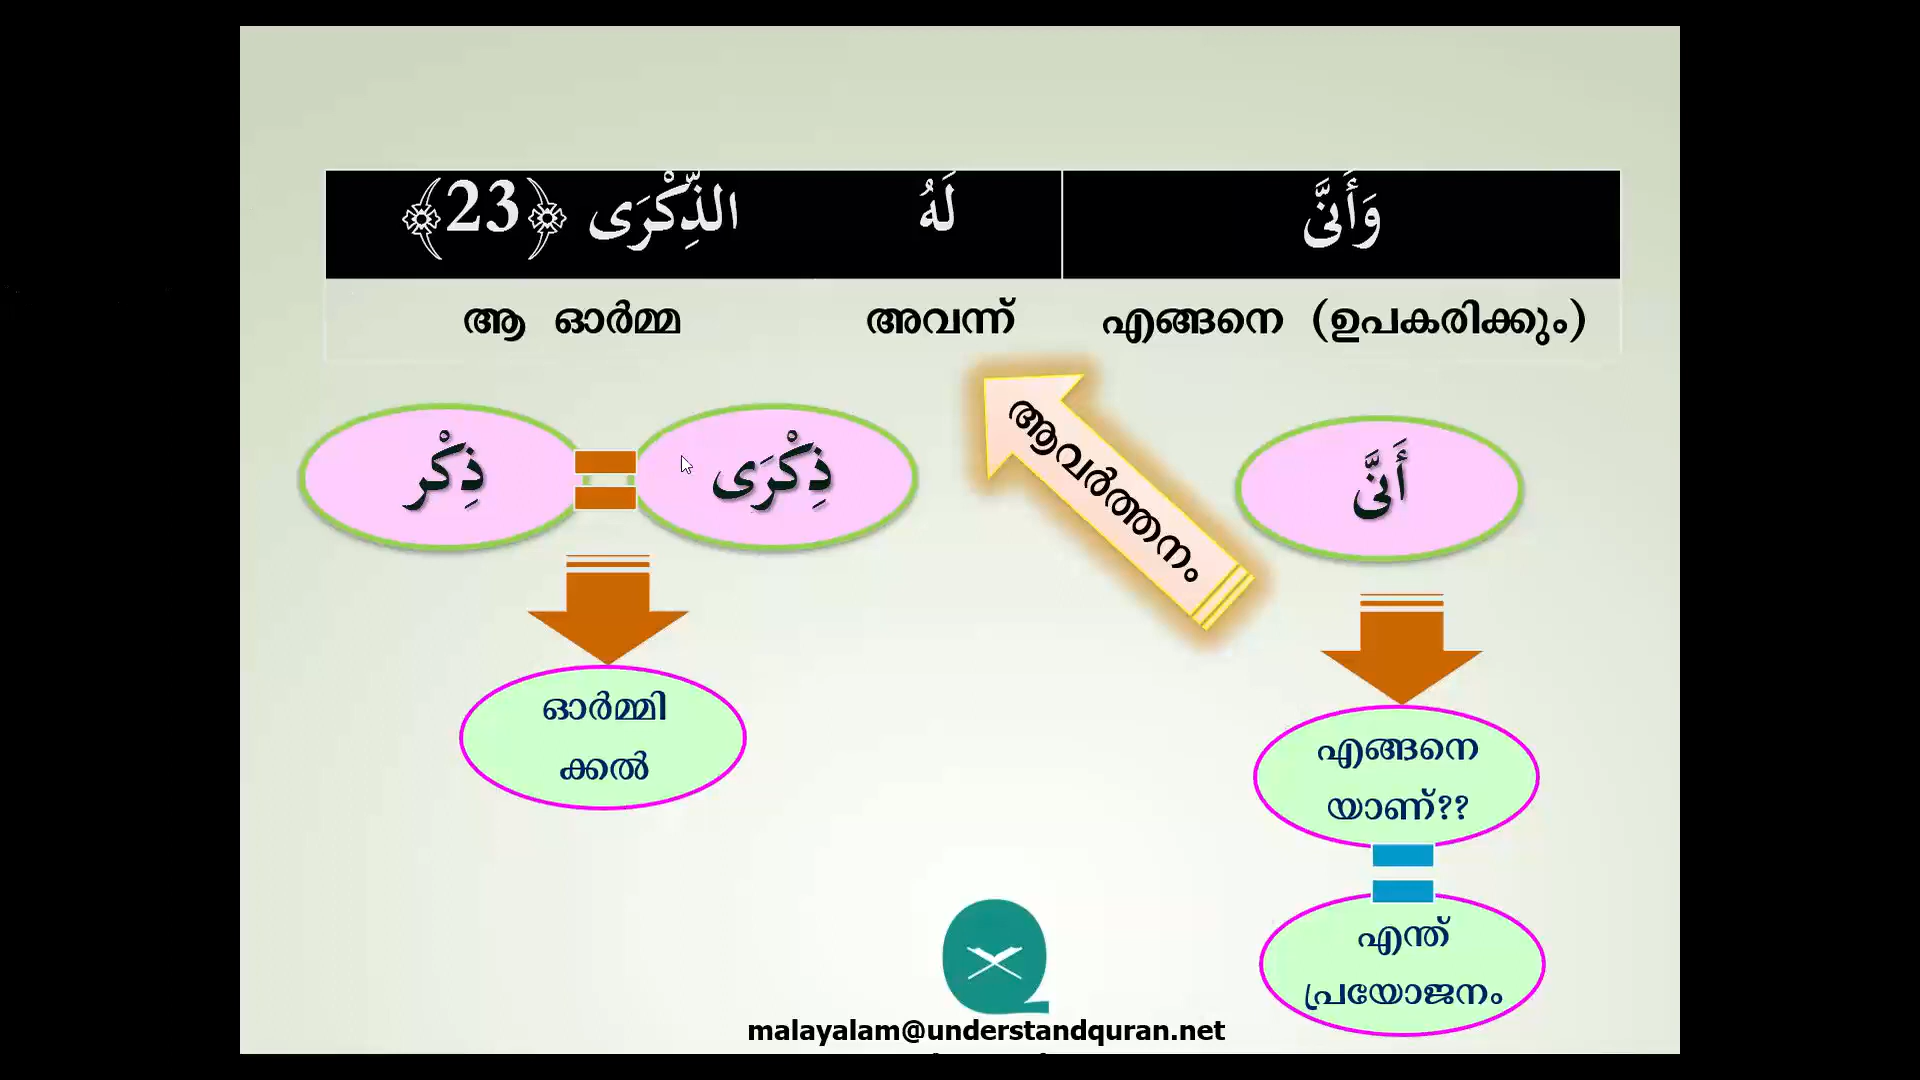 وَأَنَّى لَهُ الذِّكْرَى ﴿23﴾
എങ്ങനെ (ഉപകരിക്കും) അവന്ന് ആ ഓർമ്മ
ആവർത്തനം
أَنَّى
ذِكْرَى
ذِكْر
ഓർമ്മി
ക്കൽ
എങ്ങനെ
യാണ്??
എന്ത്
പ്രയോജനം
malayalam@understandquran.net